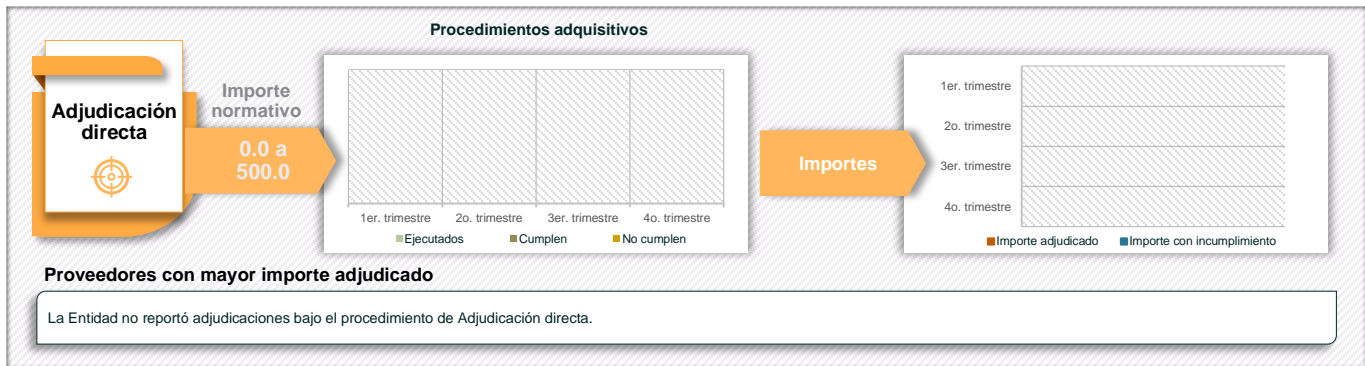 Procedimientos adquisitivos
Adjudicación
directa
Importe
normativo
0.0 a
500.0
1er. trimestre
2o. trimestre
3er. trimestre
4o. trimestre
Ejecutados
Cumplen
No cumplen
Importes
1er. trimestre
2o. trimestre
3er. trimestre
4o. trimestre
Importe adjudicado
Importe con incumplimiento
Proveedores con mayor importe adjudicado
La Entidad no reportó adjudicaciones bajo el procedimiento de Adjudicación directa.